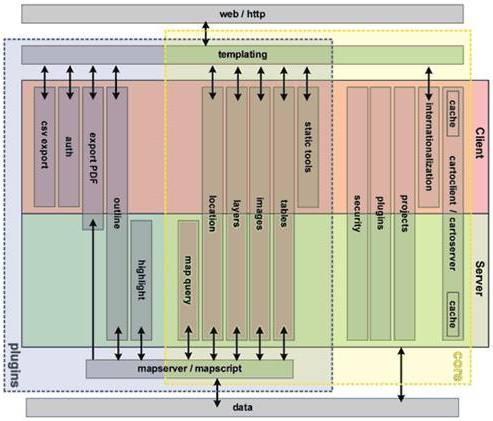 web / http
templating
csv export
auth
export PDF
outline
highlight
map query
location
layers
images
tables
static tools
security
plugins
projects
internationalization
cache
cartoclient / cartoserver
cache
Client
Server
plugins
core
mapserver / mapscript
data